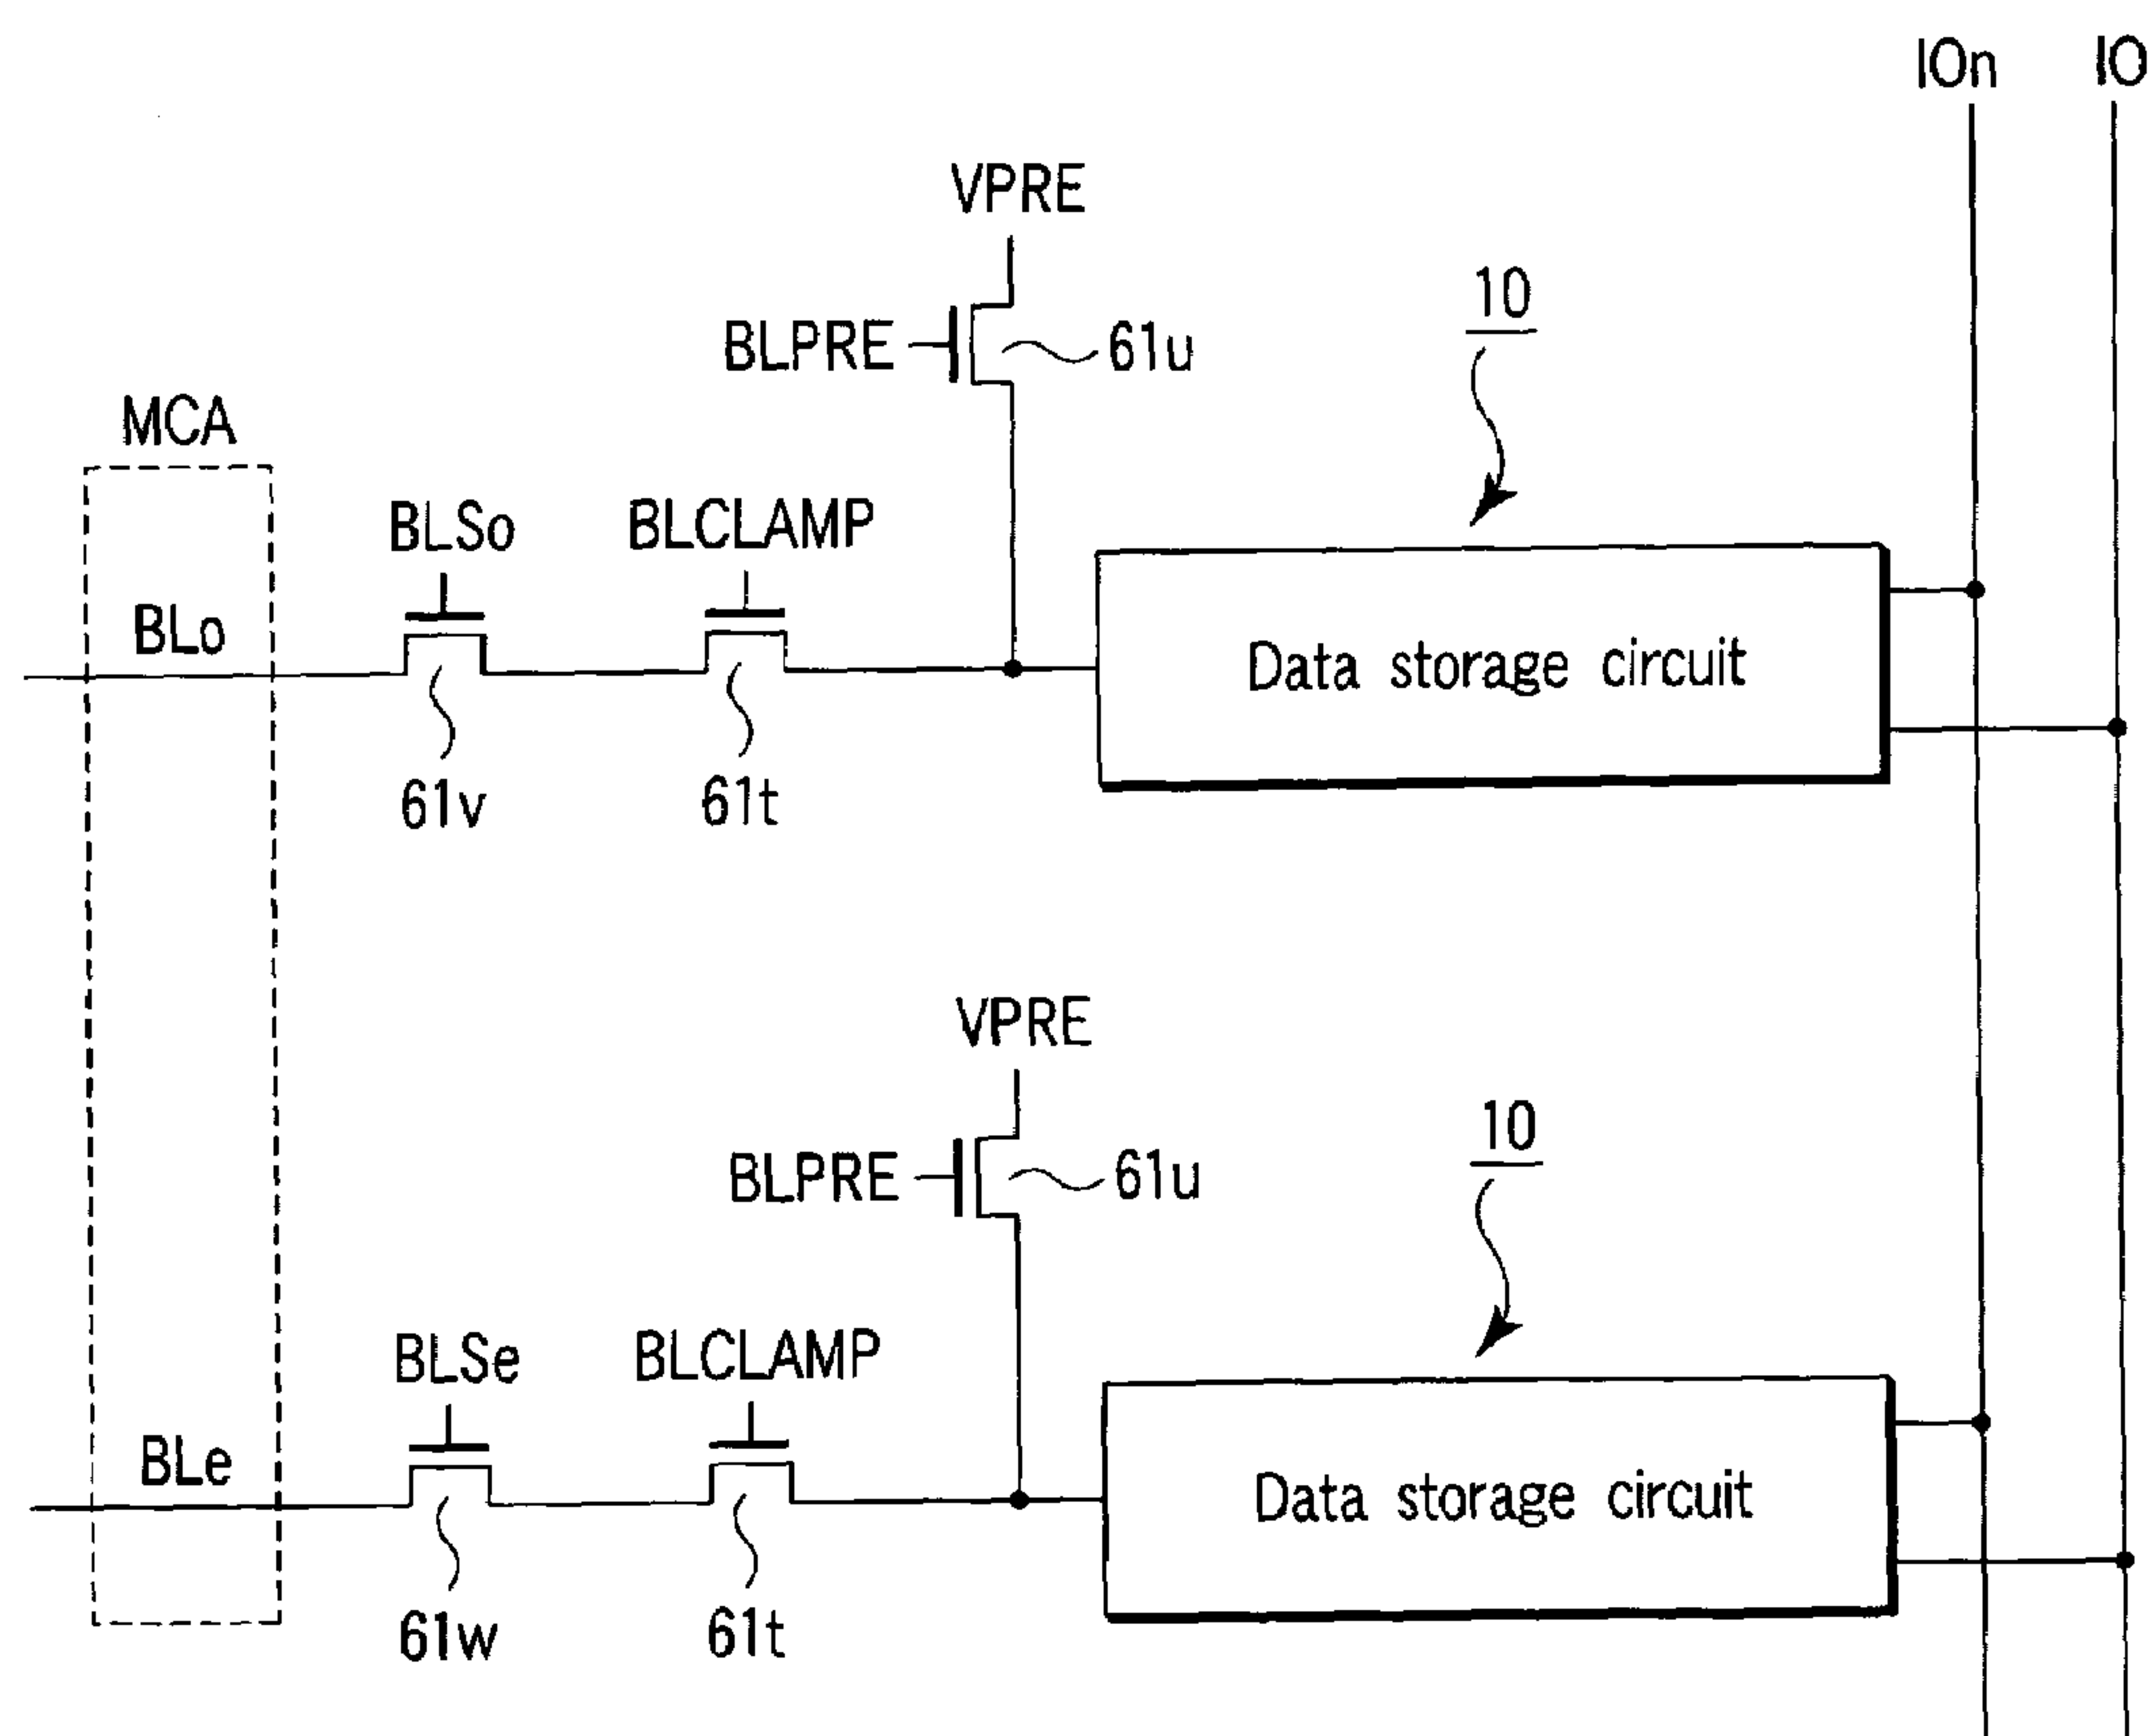 IOn IO
VPRE
10
BLPRE 61u
MCA
BLSo BLCLAMP
BLo
Data storage circuit
61v 61t
VPRE
10
BLPRE 61u
BLSe BLCLAMP
BLe
Data storage circuit
61w 61t